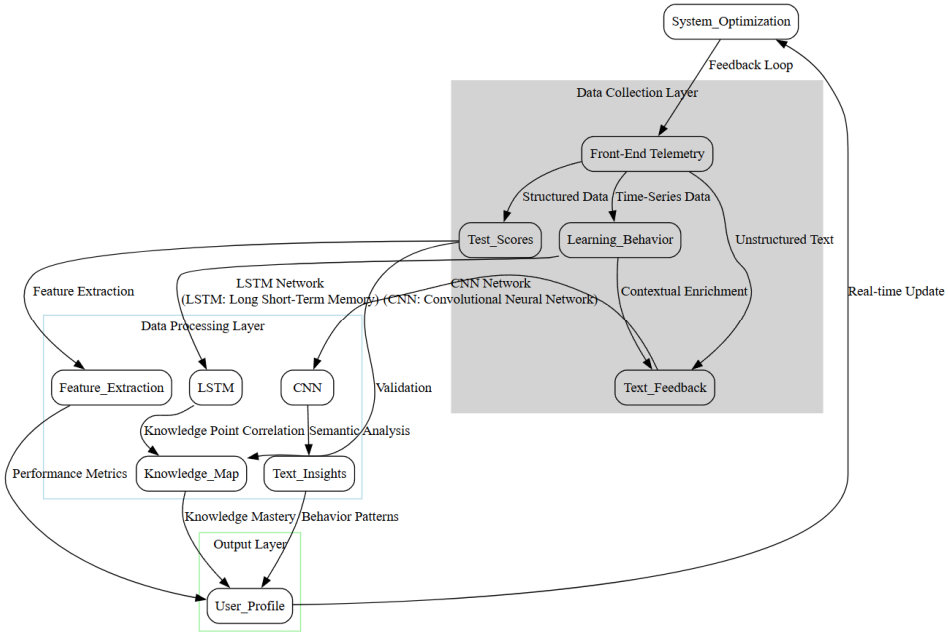 System_Optimization
Feedback Loop
Data Collection Layer
Front-End Telemetry
Structured Data
Time-Series Data
Test_Scores
Learning_Behavior
Unstructured Text
Feature Extraction
LSTM Network
(LSTM: Long Short-Term Memory)
CNN Network
(CNN: Convolutional Neural Network)
Contextual Enrichment
Real-time Update
Data Processing Layer
Feature_Extraction
LSTM
CNN
Validation
Text_Feedback
Knowledge Point Correlation
Semantic Analysis
Performance Metrics
Knowledge_Map
Text_Insights
Knowledge Mastery
Behavior Patterns
Output Layer
User_Profile